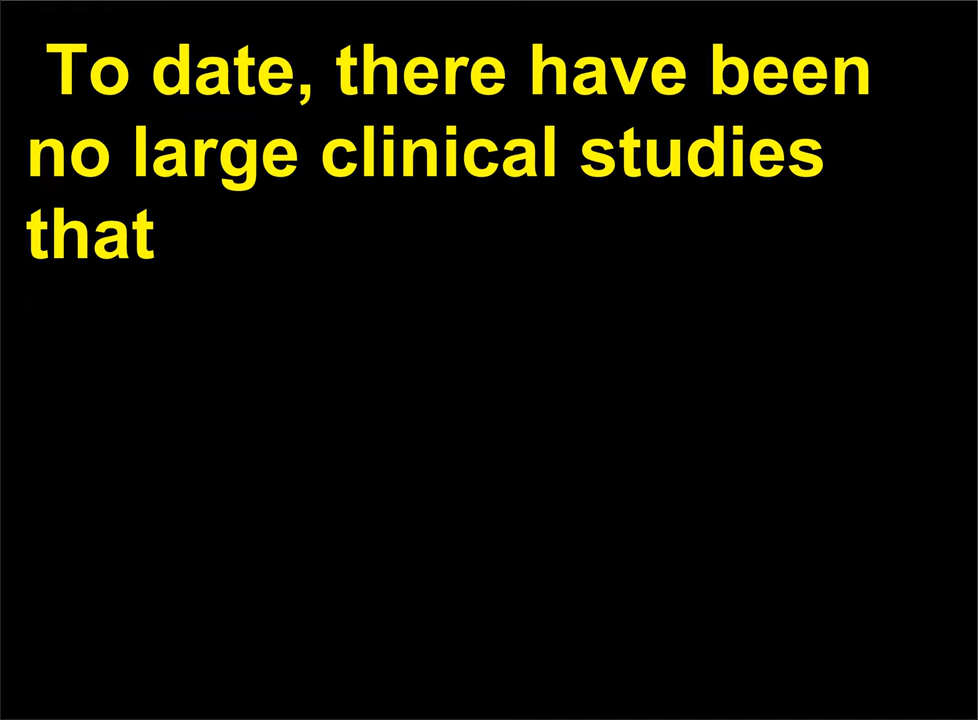 To date, there have been
no large clinical studies
that